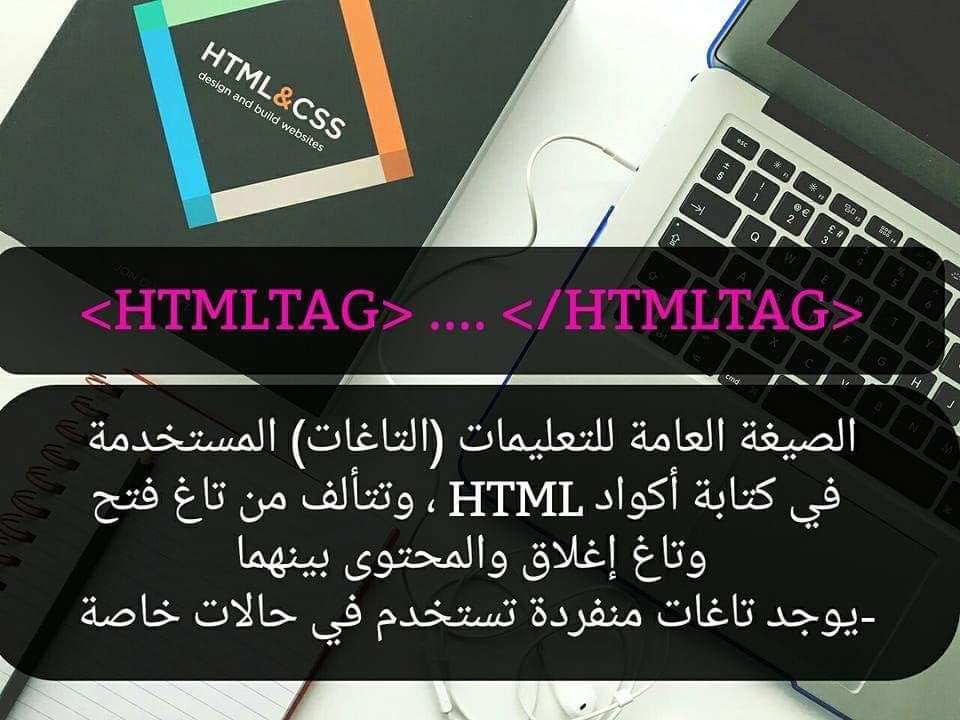 HTML&CSS
design and build websites
<HTMLTAG> .... </HTMLTAG>
الصيغة العامة للتعليمات (التاغات) المستخدمة
في كتابة أكواد HTML ، وتتألف من تاغ فتح
وتاغ إغلاق والمحتوى بينهما
-يوجد تاغات منفردة تستخدم في حالات خاصة